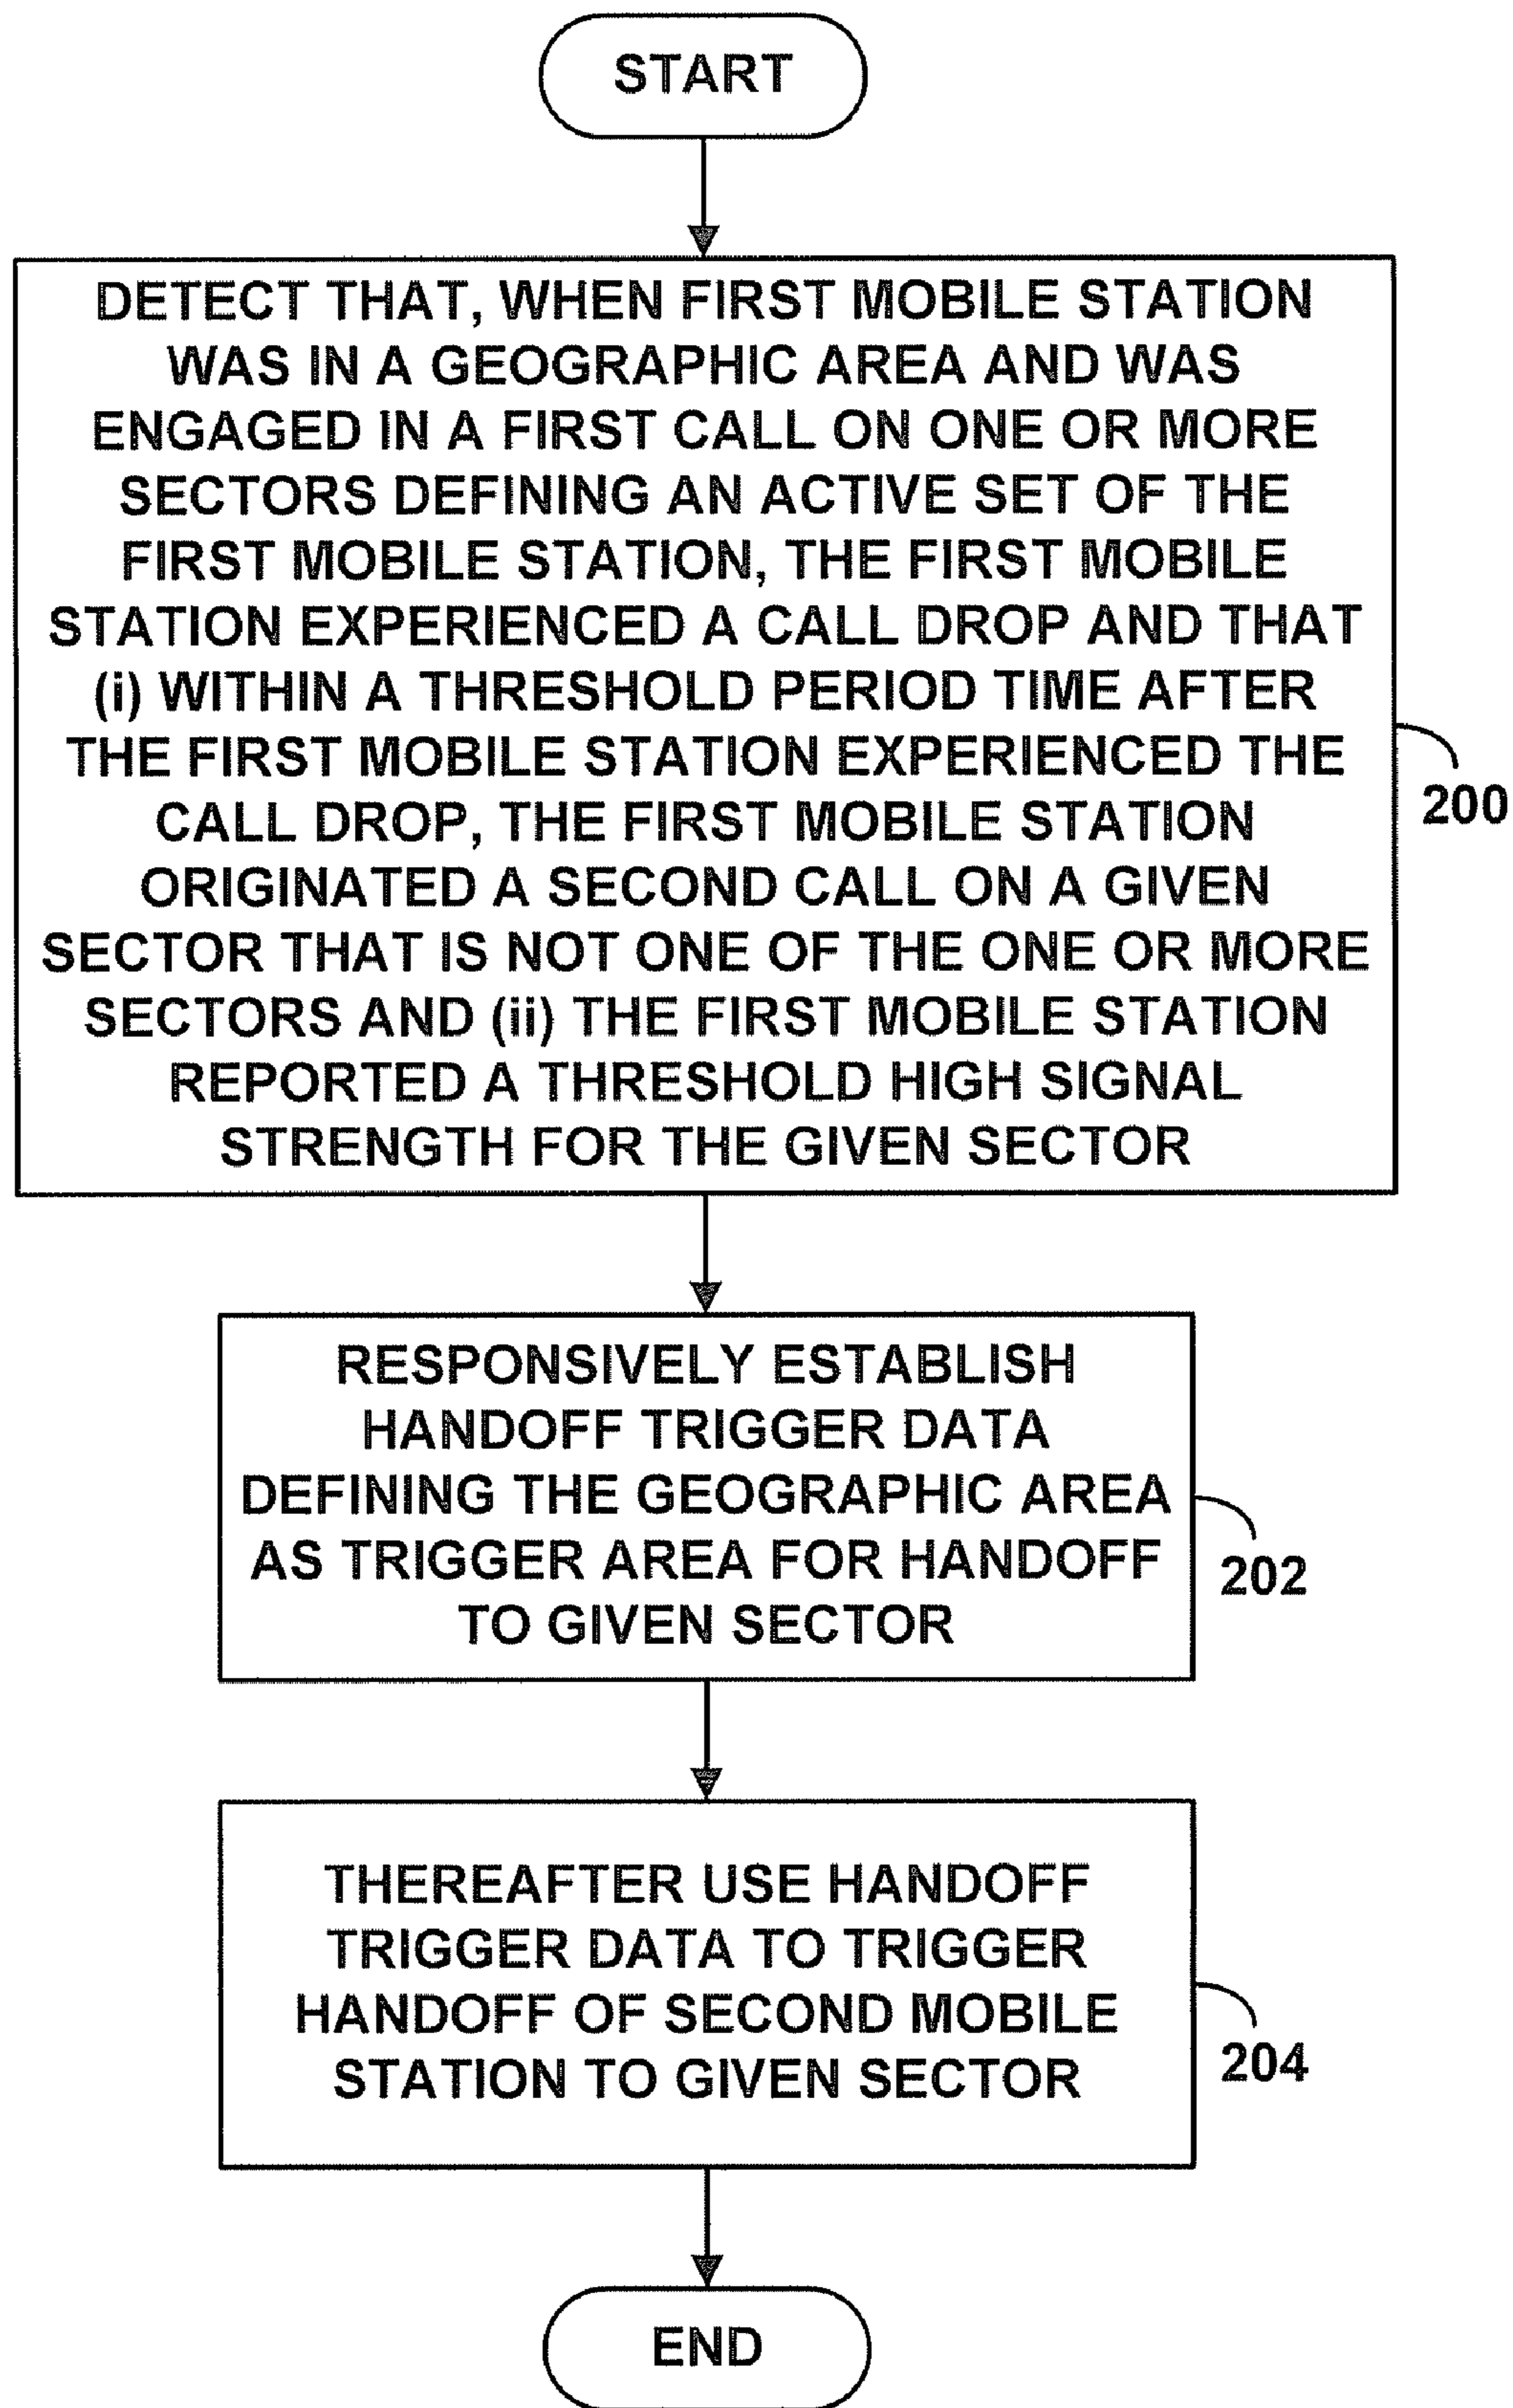 START
DETECT THAT, WHEN FIRST MOBILE STATION
WAS IN A GEOGRAPHIC AREA AND WAS
ENGAGED IN A FIRST CALL ON ONE OR MORE
SECTORS DEFINING AN ACTIVE SET OF THE
FIRST MOBILE STATION, THE FIRST MOBILE
STATION EXPERIENCED A CALL DROP AND THAT
(i) WITHIN A THRESHOLD PERIOD TIME AFTER
THE FIRST MOBILE STATION EXPERIENCED THE
CALL DROP, THE FIRST MOBILE STATION
ORIGINATED A SECOND CALL ON A GIVEN
SECTOR THAT IS NOT ONE OF THE ONE OR MORE
SECTORS AND (ii) THE FIRST MOBILE STATION
REPORTED A THRESHOLD HIGH SIGNAL
STRENGTH FOR THE GIVEN SECTOR
200
RESPONSIVELY ESTABLISH
HANDOFF TRIGGER DATA
DEFINING THE GEOGRAPHIC AREA
AS TRIGGER AREA FOR HANDOFF
TO GIVEN SECTOR
202
THEREAFTER USE HANDOFF
TRIGGER DATA TO TRIGGER
HANDOFF OF SECOND MOBILE
STATION TO GIVEN SECTOR
204
END